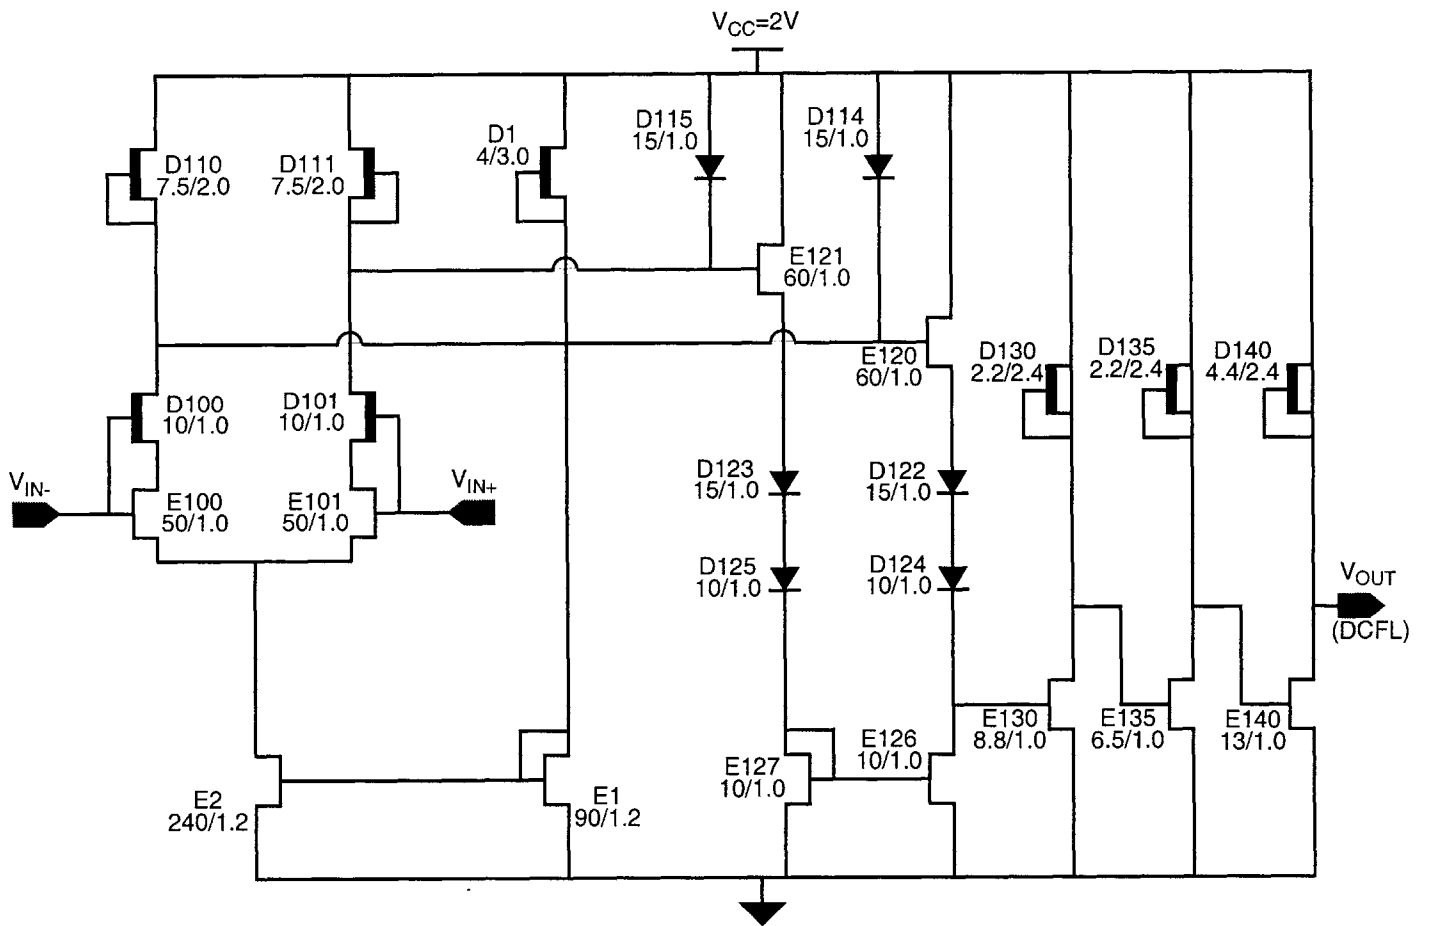 VCC=2V
D110
7.5/2.0
D111
7.5/2.0
D1
4/3.0
D115
15/1.0
D114
15/1.0
E121
60/1.0
E120
60/1.0
D130
2.2/2.4
D135
2.2/2.4
D140
4.4/2.4
D100
10/1.0
D101
10/1.0
VIN-
E100
50/1.0
E101
50/1.0
VIN+
D123
15/1.0
D122
15/1.0
D125
10/1.0
D124
10/1.0
VOUT
(DCFL)
E130
8.8/1.0
E135
6.5/1.0
E140
13/1.0
E126
10/1.0
E127
10/1.0
E2
240/1.2
E1
90/1.2